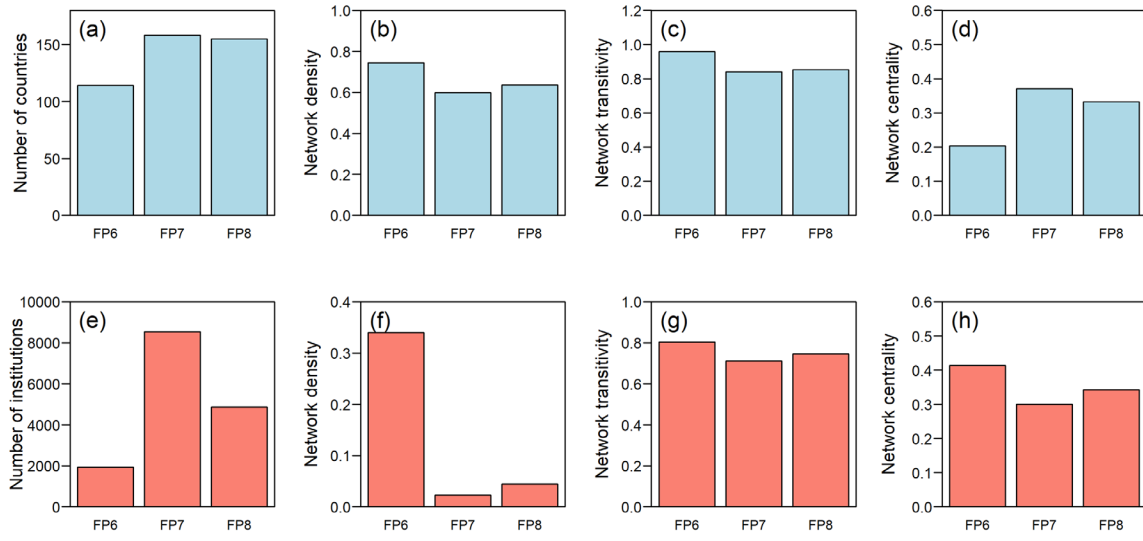 (a)
Number of countries
150
100
50
0
FP6 FP7 FP8
(b)
Network density
1.0
0.8
0.6
0.4
0.2
0.0
FP6 FP7 FP8
(c)
Network transitivity
1.2
1.0
0.8
0.6
0.4
0.2
0.0
FP6 FP7 FP8
(d)
Network centrality
0.6
0.5
0.4
0.3
0.2
0.1
0.0
FP6 FP7 FP8
(e)
Number of institutions
10000
8000
6000
4000
2000
0
FP6 FP7 FP8
(f)
Network density
0.4
0.3
0.2
0.1
0.0
FP6 FP7 FP8
(g)
Network transitivity
1.0
0.8
0.6
0.4
0.2
0.0
FP6 FP7 FP8
(h)
Network centrality
0.6
0.5
0.4
0.3
0.2
0.1
0.0
FP6 FP7 FP8